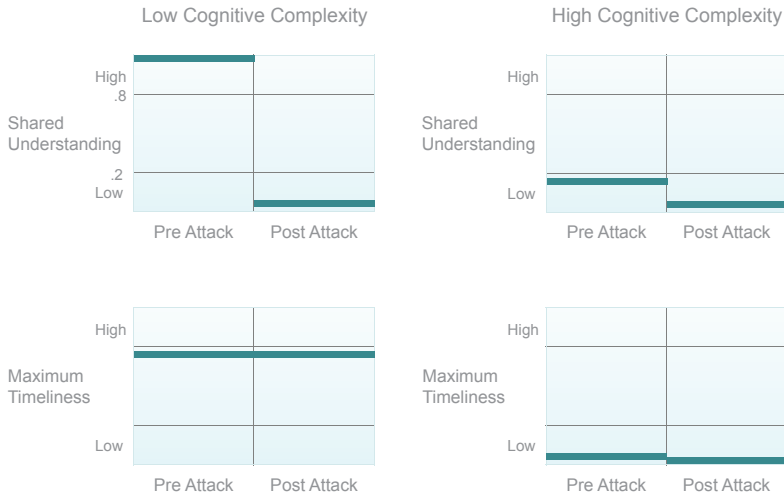 Low Cognitive Complexity
High Cognitive Complexity
High
.8
Shared
Understanding
.2
Low
Pre Attack
Post Attack
High
Shared
Understanding
Low
Pre Attack
Post Attack
High
Maximum
Timeliness
Low
Pre Attack
Post Attack
High
Maximum
Timeliness
Low
Pre Attack
Post Attack